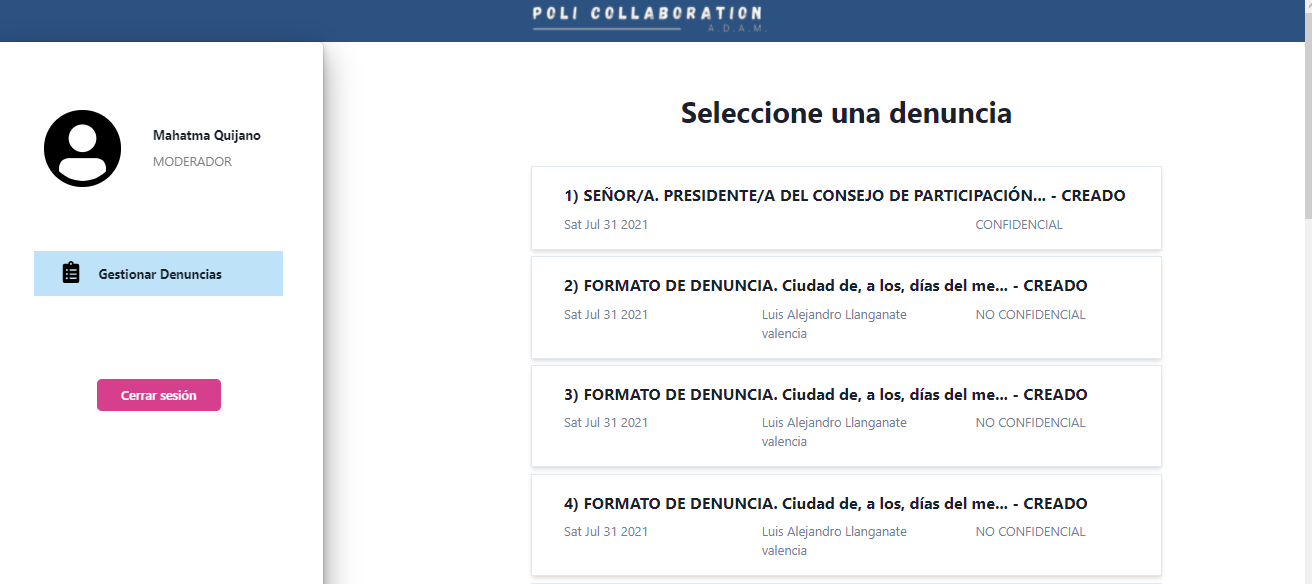 POLI COLLABORATION
A.D.A.M.
Mahatma Quijano
MODERADOR
Gestionar Denuncias
Cerrar sesión
Seleccione una denuncia
1) SEÑOR/A. PRESIDENTE/A DEL CONSEJO DE PARTICIPACIÓN... - CREADO
Sat Jul 31 2021 CONFIDENCIAL
2) FORMATO DE DENUNCIA. Ciudad de, a los, días del me... - CREADO
Sat Jul 31 2021 Luis Alejandro Llanganate NO CONFIDENCIAL
valencia
3) FORMATO DE DENUNCIA. Ciudad de, a los, días del me... - CREADO
Sat Jul 31 2021 Luis Alejandro Llanganate NO CONFIDENCIAL
valencia
4) FORMATO DE DENUNCIA. Ciudad de, a los, días del me... - CREADO
Sat Jul 31 2021 Luis Alejandro Llanganate NO CONFIDENCIAL
valencia